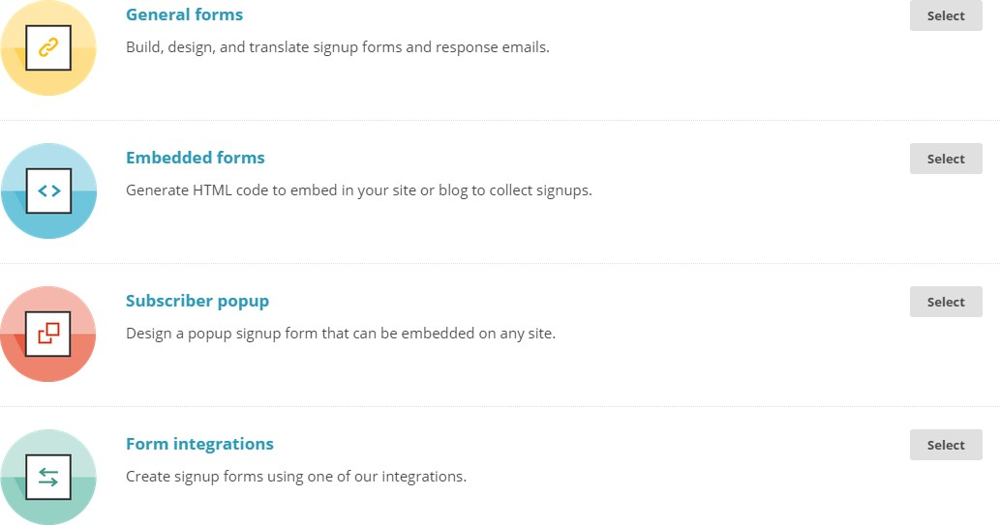 General forms
Select
Build, design, and translate signup forms and response emails.
Embedded forms
Select
Generate HTML code to embed in your site or blog to collect signups.
Subscriber popup
Select
Design a popup signup form that can be embedded on any site.
Form integrations
Select
Create signup forms using one of our integrations.